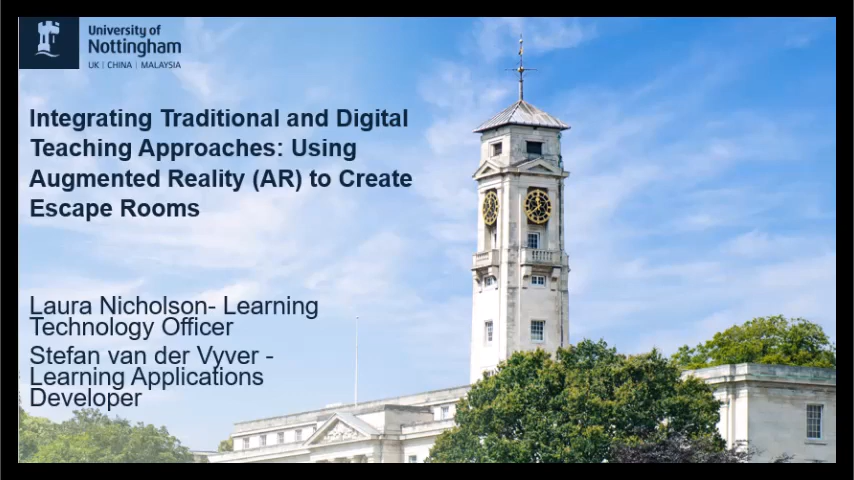 University of
Nottingham
UK | CHINA | MALAYSIA
Integrating Traditional and Digital
Teaching Approaches: Using
Augmented Reality (AR) to Create
Escape Rooms
Laura Nicholson- Learning
Technology Officer
Stefan van der Vyver -
Learning Applications
Developer